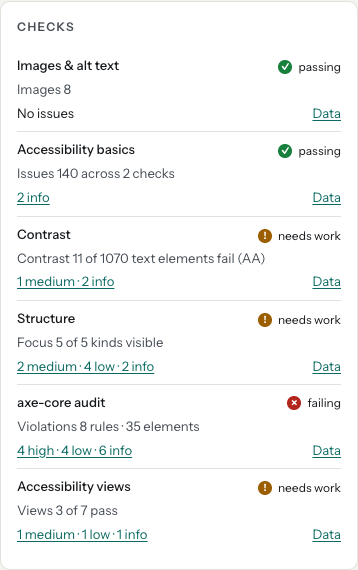 CHECKS
Images & alt text
passing
Images 8
No issues
Data
Accessibility basics
passing
Issues 140 across 2 checks
2 info
Data
Contrast
needs work
Contrast 11 of 1070 text elements fail (AA)
1 medium · 2 info
Data
Structure
needs work
Focus 5 of 5 kinds visible
2 medium · 4 low · 2 info
Data
axe-core audit
failing
Violations 8 rules · 35 elements
4 high · 4 low · 6 info
Data
Accessibility views
needs work
Views 3 of 7 pass
1 medium · 1 low · 1 info
Data